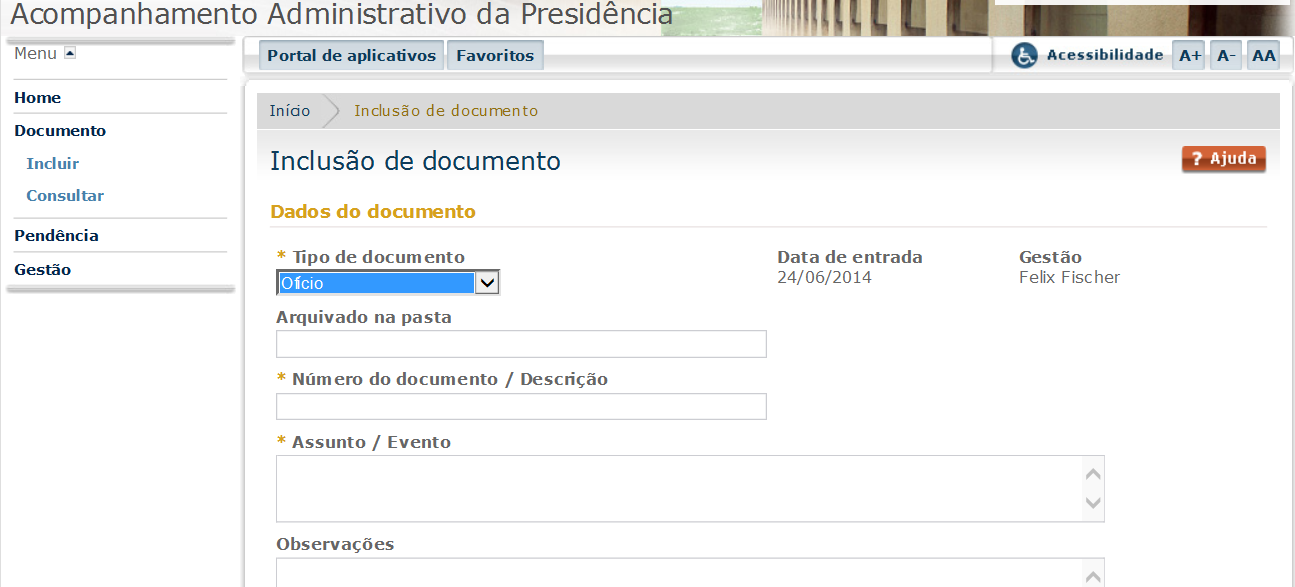 Acompanhamento Administrativo da Presidência
Menu
Portal de aplicativos Favoritos
Acessibilidade A+ A- AA
Home
Documento
Incluir
Consultar
Pendência
Gestão
Início Inclusão de documento
Inclusão de documento
? Ajuda
Dados do documento
* Tipo de documento
Ofício
Data de entrada
24/06/2014
Gestão
Felix Fischer
Arquivado na pasta
* Número do documento / Descrição
* Assunto / Evento
Observações